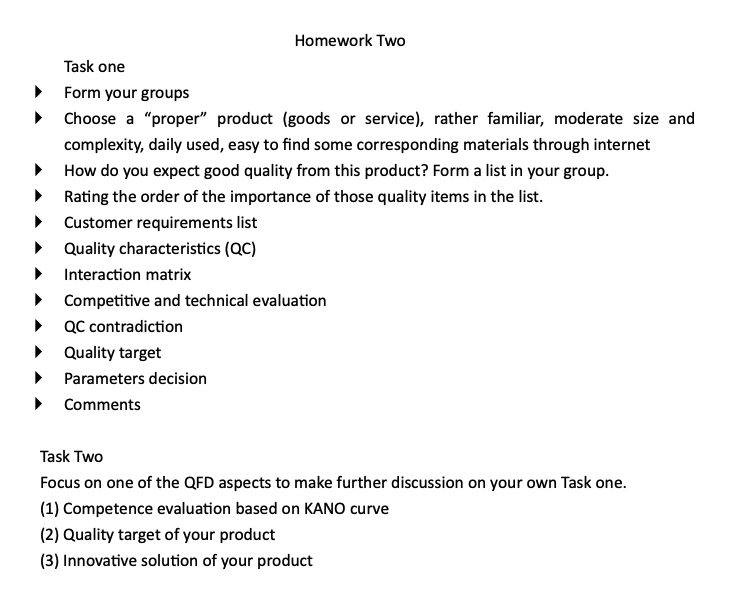 Homework Two
Task one
Form your groups
Choose a “proper” product (goods or service), rather familiar, moderate size and
complexity, daily used, easy to find some corresponding materials through internet
How do you expect good quality from this product? Form a list in your group.
Rating the order of the importance of those quality items in the list.
Customer requirements list
Quality characteristics (QC)
Interaction matrix
Competitive and technical evaluation
QC contradiction
Quality target
Parameters decision
Comments
Task Two
Focus on one of the QFD aspects to make further discussion on your own Task one.
(1) Competence evaluation based on KANO curve
(2) Quality target of your product
(3) Innovative solution of your product